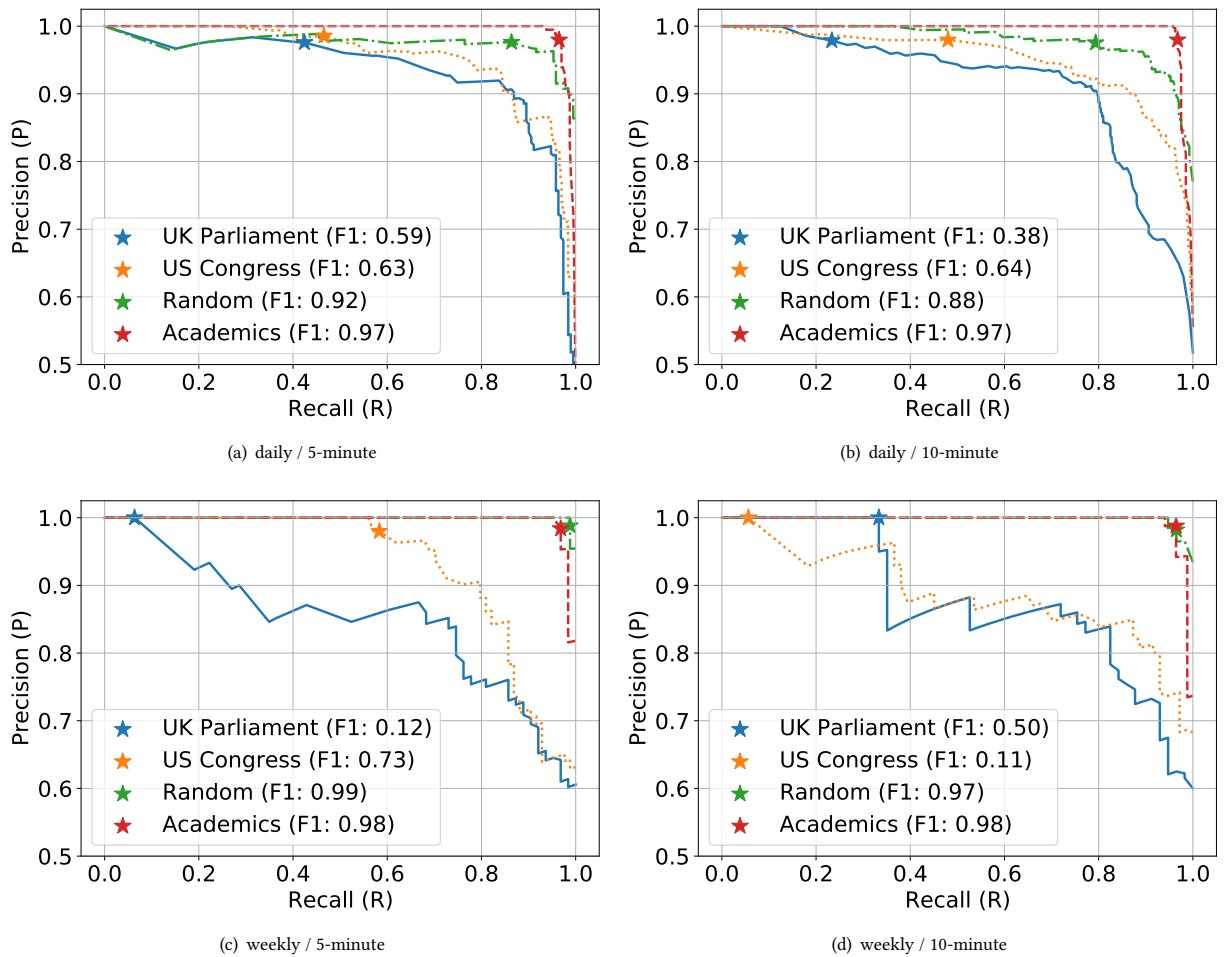 1.0
0.9
0.8
0.7
0.6
0.5
Precision (P)
UK Parliament (F1: 0.59)
US Congress (F1: 0.63)
Random (F1: 0.92)
Academics (F1: 0.97)
0.0 0.2 0.4 0.6 0.8 1.0
Recall (R)
(a) daily / 5-minute
1.0
0.9
0.8
0.7
0.6
0.5
Precision (P)
UK Parliament (F1: 0.38)
US Congress (F1: 0.64)
Random (F1: 0.88)
Academics (F1: 0.97)
0.0 0.2 0.4 0.6 0.8 1.0
Recall (R)
(b) daily / 10-minute
1.0
0.9
0.8
0.7
0.6
0.5
Precision (P)
UK Parliament (F1: 0.12)
US Congress (F1: 0.73)
Random (F1: 0.99)
Academics (F1: 0.98)
0.0 0.2 0.4 0.6 0.8 1.0
Recall (R)
(c) weekly / 5-minute
1.0
0.9
0.8
0.7
0.6
0.5
Precision (P)
UK Parliament (F1: 0.50)
US Congress (F1: 0.11)
Random (F1: 0.97)
Academics (F1: 0.98)
0.0 0.2 0.4 0.6 0.8 1.0
Recall (R)
(d) weekly / 10-minute